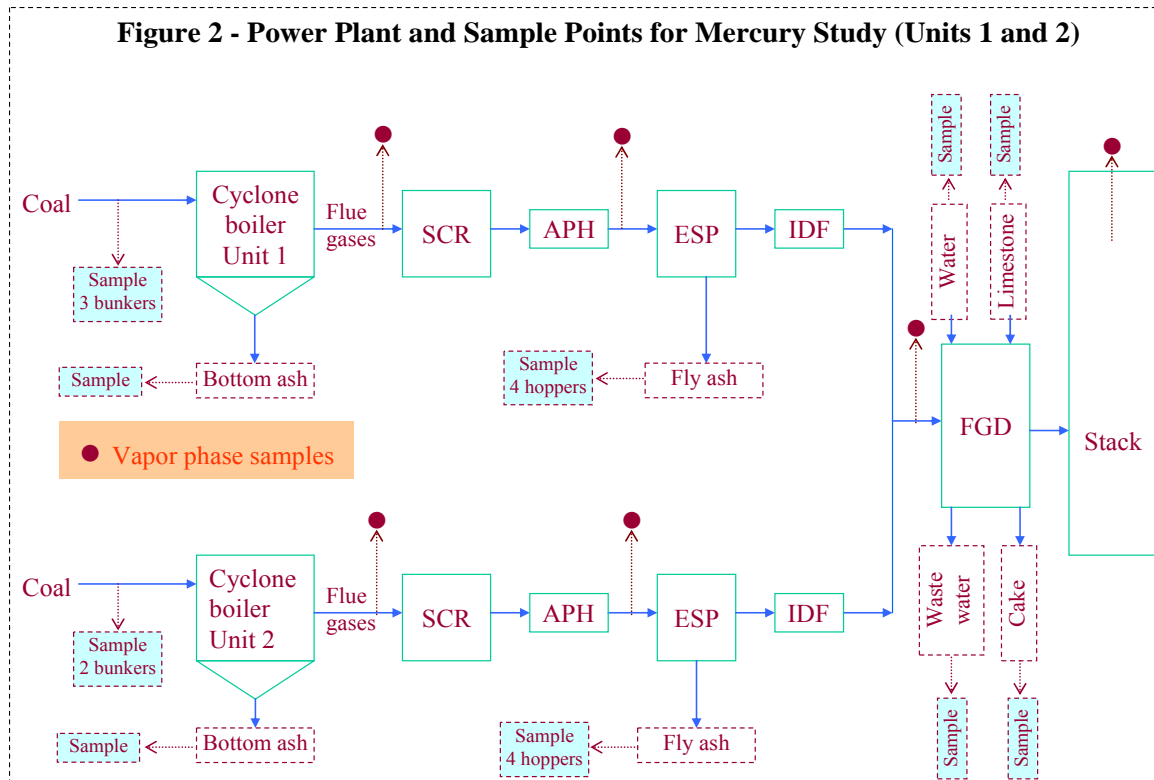 Figure 2 - Power Plant and Sample Points for Mercury Study (Units 1 and 2)
Coal
Sample
3 bunkers
Cyclone
boiler
Unit 1
Flue
gases
SCR
APH
ESP
IDF
Sample
Bottom ash
Sample
4 hoppers
Fly ash
Sample
Sample
Water
Limestone
FGD
Stack
Vapor phase samples
Coal
Sample
2 bunkers
Cyclone
boiler
Unit 2
Flue
gases
SCR
APH
ESP
IDF
Sample
Bottom ash
Sample
4 hoppers
Fly ash
Waste
water
Cake
Sample
Sample